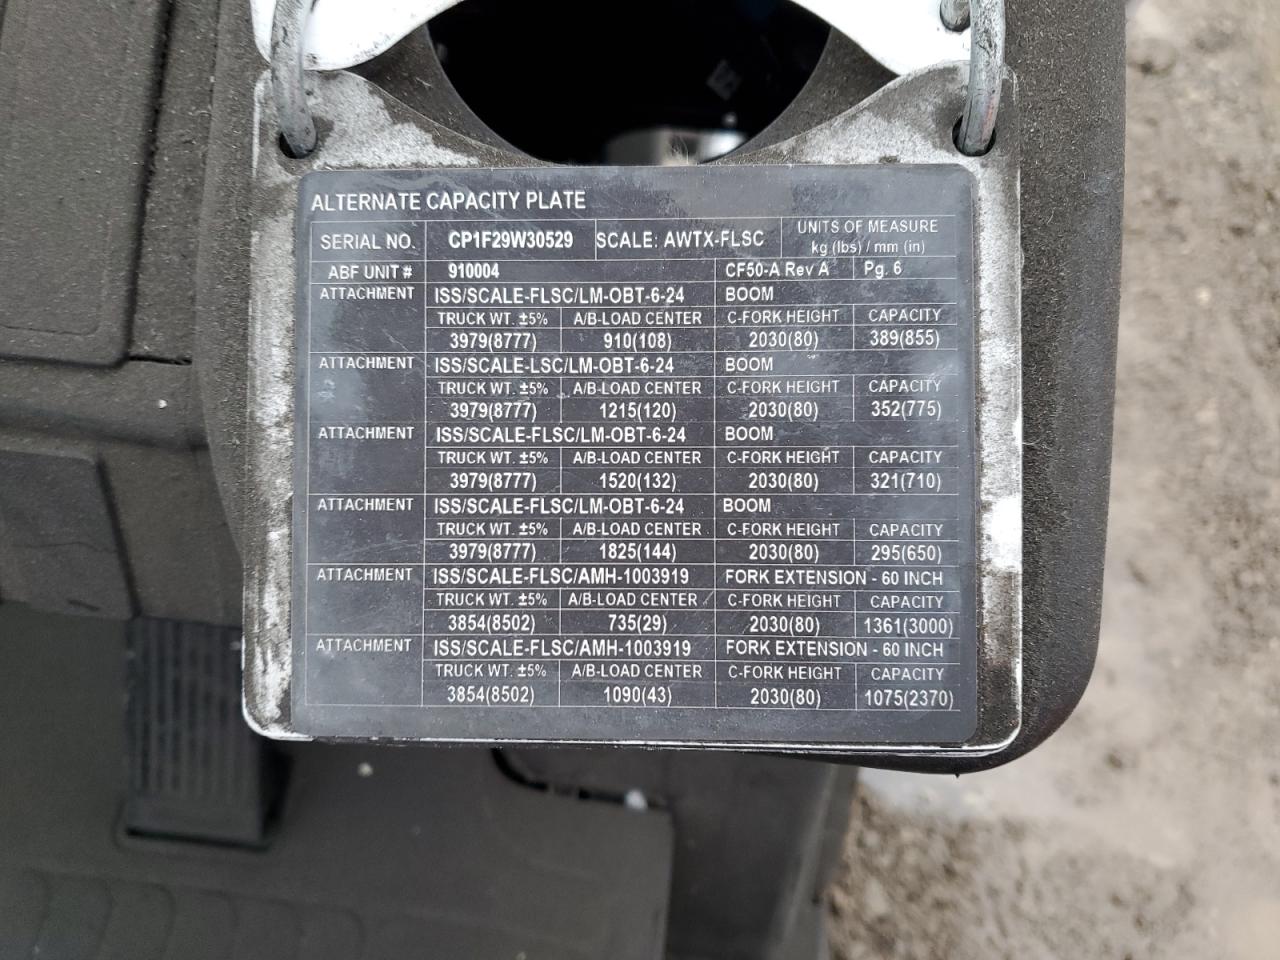 ALTERNATE CAPACITY PLATE
SERIAL NO. CP1F29W30529 SCALE: AWTX-FLSC UNITS OF MEASURE
kg (lbs) / mm (in)
ABF UNIT # 910004 CF50-A Rev A Pg. 6
ATTACHMENT ISS/SCALE-FLSC/LM-OBT-6-24 BOOM
TRUCK WT. ±5% A/B-LOAD CENTER C-FORK HEIGHT CAPACITY
3979(8777) 910(108) 2030(80) 389(855)
ATTACHMENT ISS/SCALE-LSC/LM-OBT-6-24 BOOM
TRUCK WT. ±5% A/B-LOAD CENTER C-FORK HEIGHT CAPACITY
3979(8777) 1215(120) 2030(80) 352(775)
ATTACHMENT ISS/SCALE-FLSC/LM-OBT-6-24 BOOM
TRUCK WT. ±5% A/B-LOAD CENTER C-FORK HEIGHT CAPACITY
3979(8777) 1520(132) 2030(80) 321(710)
ATTACHMENT ISS/SCALE-FLSC/LM-OBT-6-24 BOOM
TRUCK WT. ±5% A/B-LOAD CENTER C-FORK HEIGHT CAPACITY
3979(8777) 1825(144) 2030(80) 295(650)
ATTACHMENT ISS/SCALE-FLSC/AMH-1003919 FORK EXTENSION - 60 INCH
TRUCK WT. ±5% A/B-LOAD CENTER C-FORK HEIGHT CAPACITY
3854(8502) 735(29) 2030(80) 1361(3000)
ATTACHMENT ISS/SCALE-FLSC/AMH-1003919 FORK EXTENSION - 60 INCH
TRUCK WT. ±5% A/B-LOAD CENTER C-FORK HEIGHT CAPACITY
3854(8502) 1090(43) 2030(80) 1075(2370)